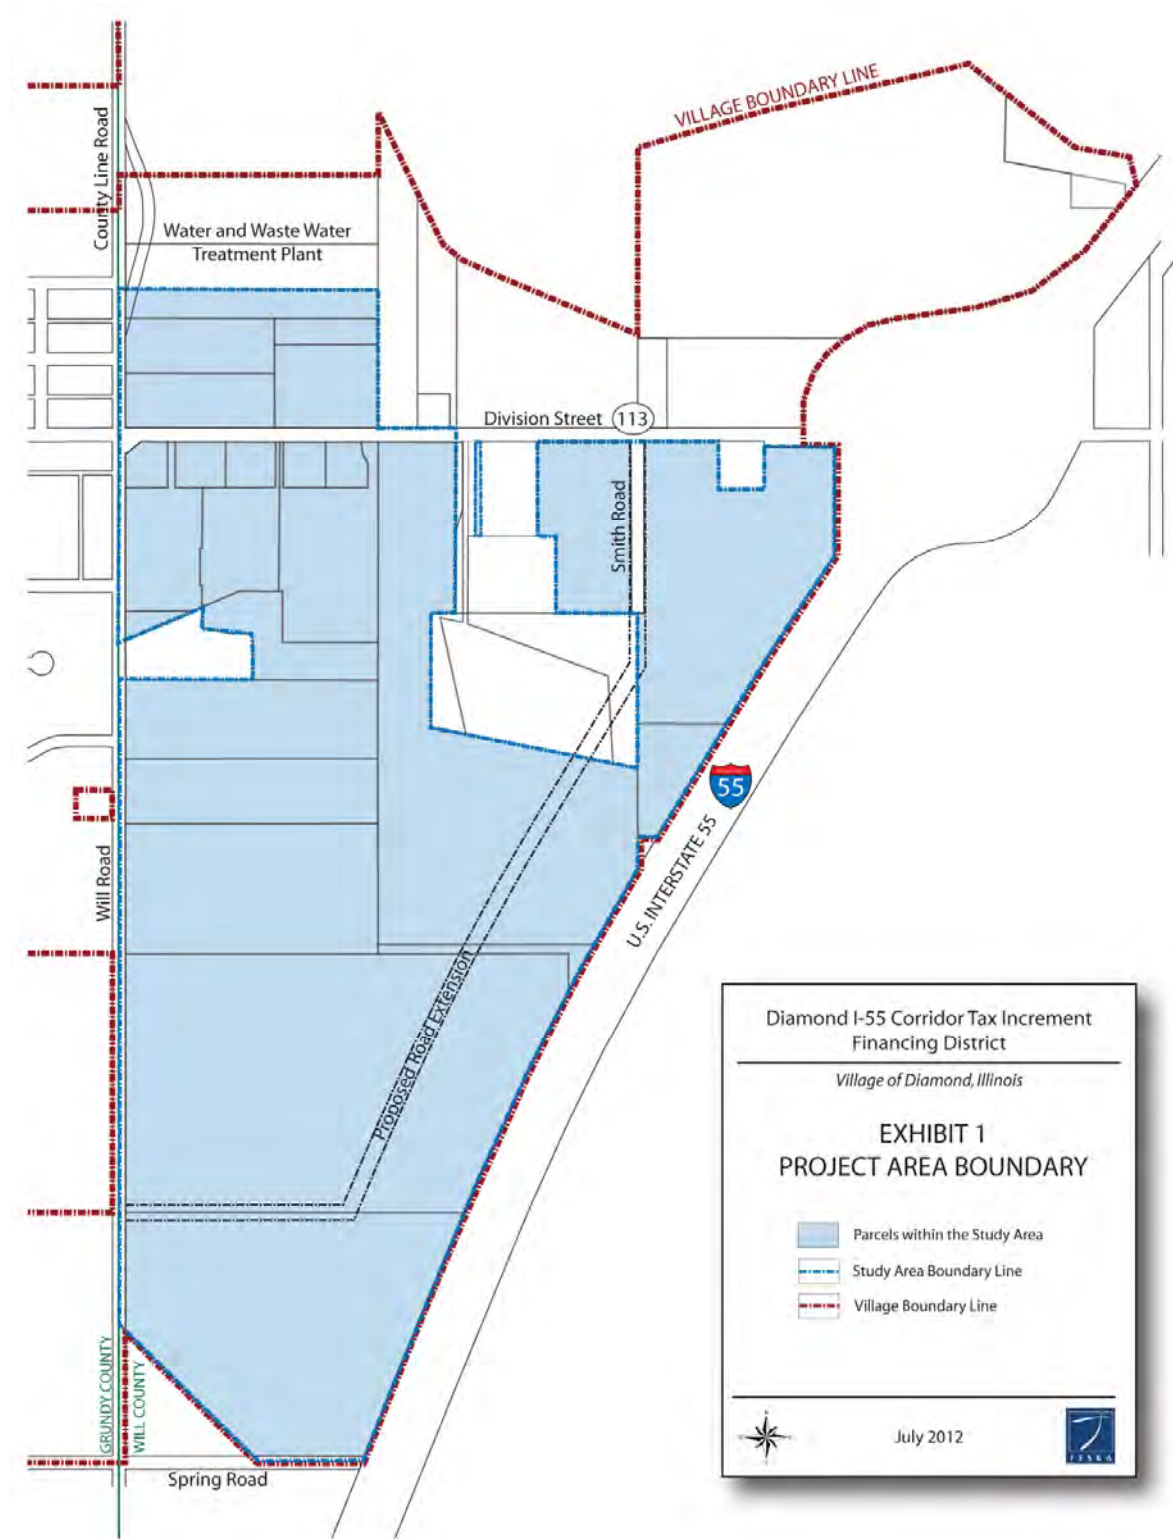 VILLAGE BOUNDARY LINE
County Line Road
Water and Waste Water
Treatment Plant
Division Street 113
Smith Road
55
U.S. INTERSTATE 55
Will Road
Proposed Road Extension
GRUNDY COUNTY
WILL COUNTY
Spring Road
Diamond I-55 Corridor Tax Increment
Financing District
Village of Diamond, Illinois
EXHIBIT 1
PROJECT AREA BOUNDARY
Parcels within the Study Area
Study Area Boundary Line
Village Boundary Line
July 2012
TESKA